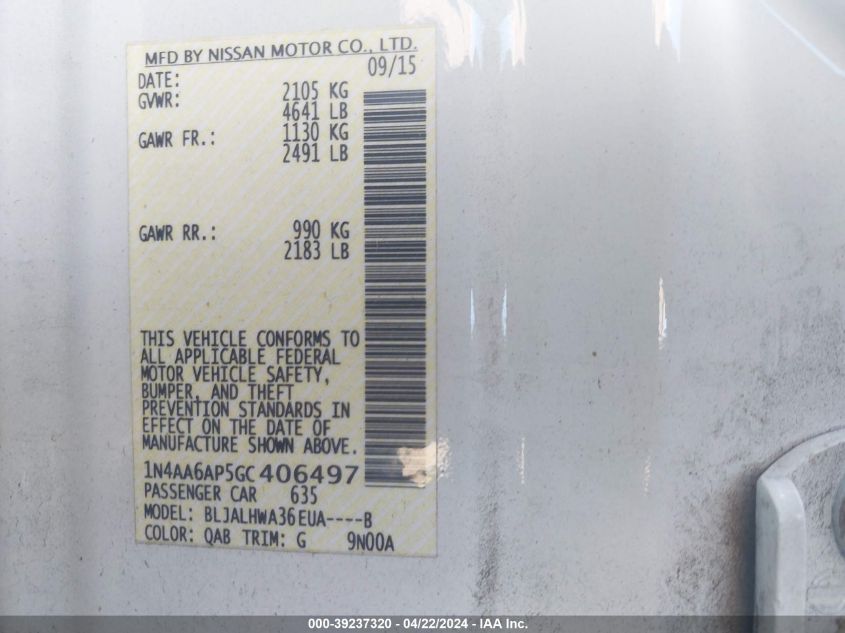 MFD BY NISSAN MOTOR CO., LTD.
DATE: 09/15
GVWR: 2105 KG
4641 LB
GAWR FR.: 1130 KG
2491 LB
GAWR RR.: 990 KG
2183 LB
THIS VEHICLE CONFORMS TO
ALL APPLICABLE FEDERAL
MOTOR VEHICLE SAFETY,
BUMPER, AND THEFT
PREVENTION STANDARDS IN
EFFECT ON THE DATE OF
MANUFACTURE SHOWN ABOVE.
1N4AA6AP5GC406497
PASSENGER CAR 635
MODEL: BLJALHWA36EUA----B
COLOR: QAB TRIM: G 9N00A
000-39237320 - 04/22/2024 - IAA Inc.